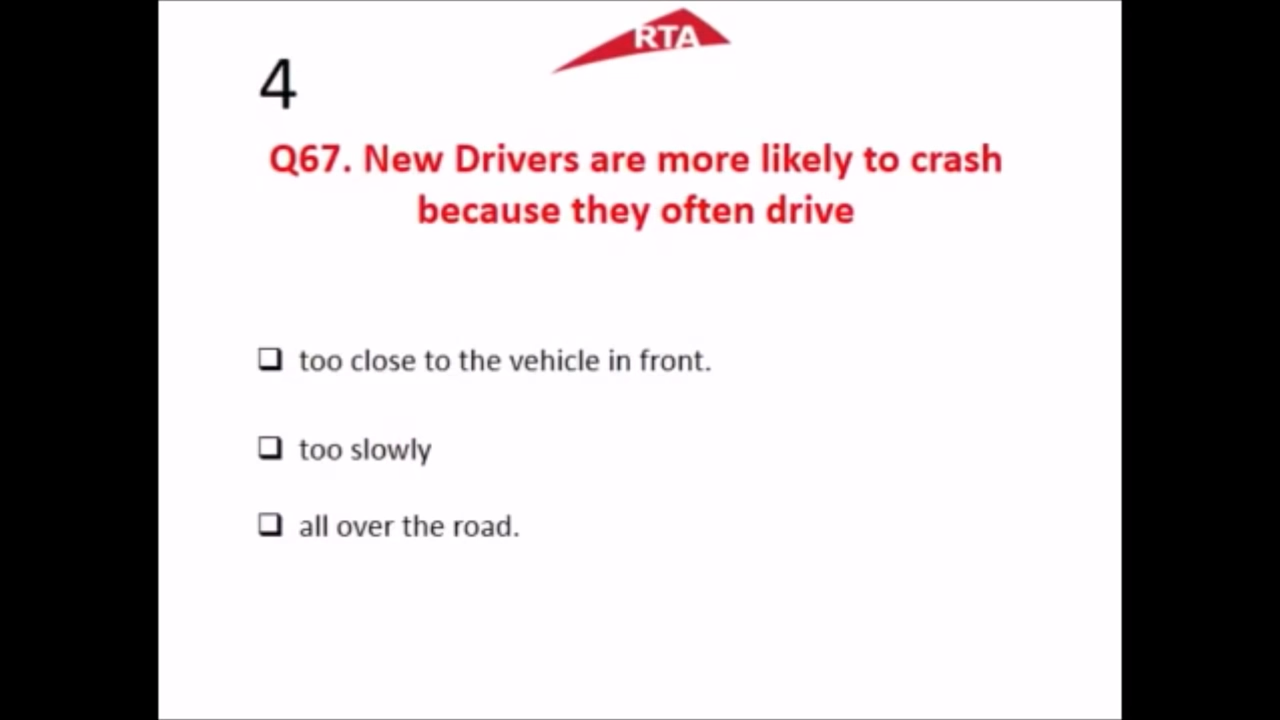 RTA
4
Q67. New Drivers are more likely to crash
because they often drive
too close to the vehicle in front.
too slowly
all over the road.